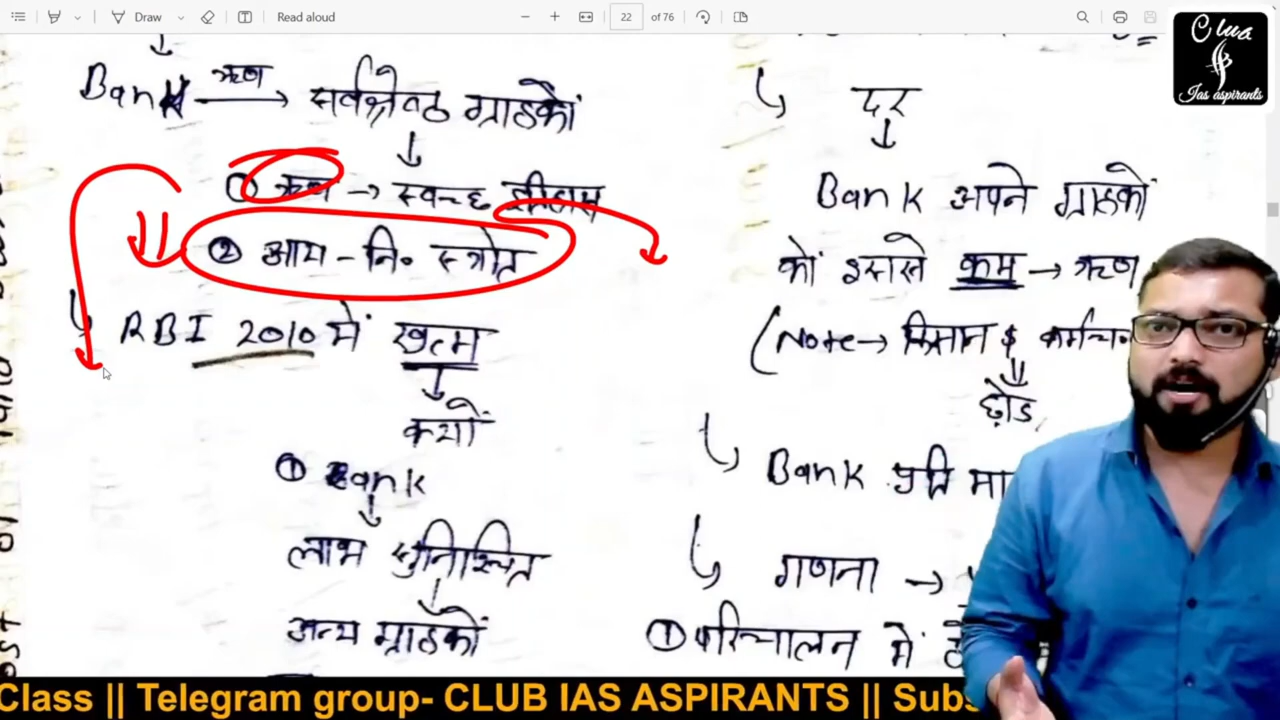 Draw
Read aloud
22 of 76
Club
Ias aspirants
Bank ऋण → सर्वश्रेष्ठ ग्राहकों
① ऋण → स्वच्छ इतिहास
② आय - नि॰ स्त्रोत
RBI 2010 में खत्म
क्यों
① Bank
लाभ सुनिश्चित
अन्य ग्राहकों
दर
Bank अपने ग्राहकों
को इससे कम → ऋण
(Note → किसान & कर्मचा
छोड
Bank प्रति मा
गणना →
① परिचालन में
Class || Telegram group- CLUB IAS ASPIRANTS || Subs